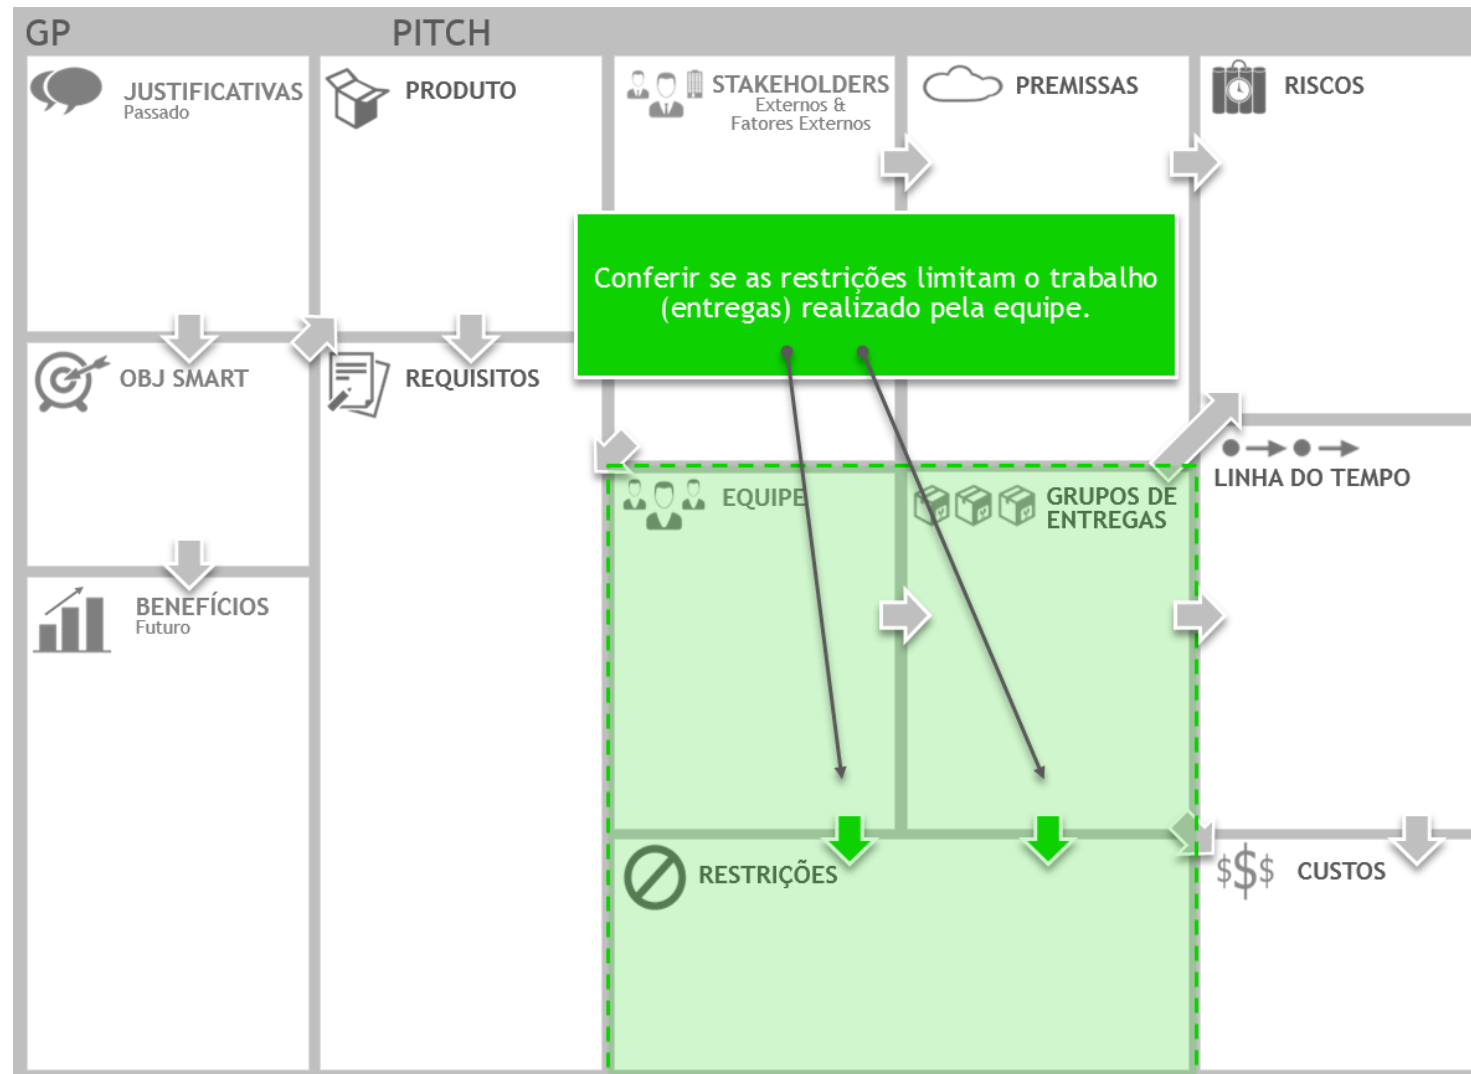 GP
PITCH
JUSTIFICATIVAS
Passado
PRODUTO
STAKEHOLDERS
Externos &
Fatores Externos
PREMISSAS
RISCOS
Conferir se as restrições limitam o trabalho
(entregas) realizado pela equipe.
OBJ SMART
REQUISITOS
EQUIPE
GRUPOS DE
ENTREGAS
LINHA DO TEMPO
BENEFÍCIOS
Futuro
RESTRIÇÕES
$$$
CUSTOS